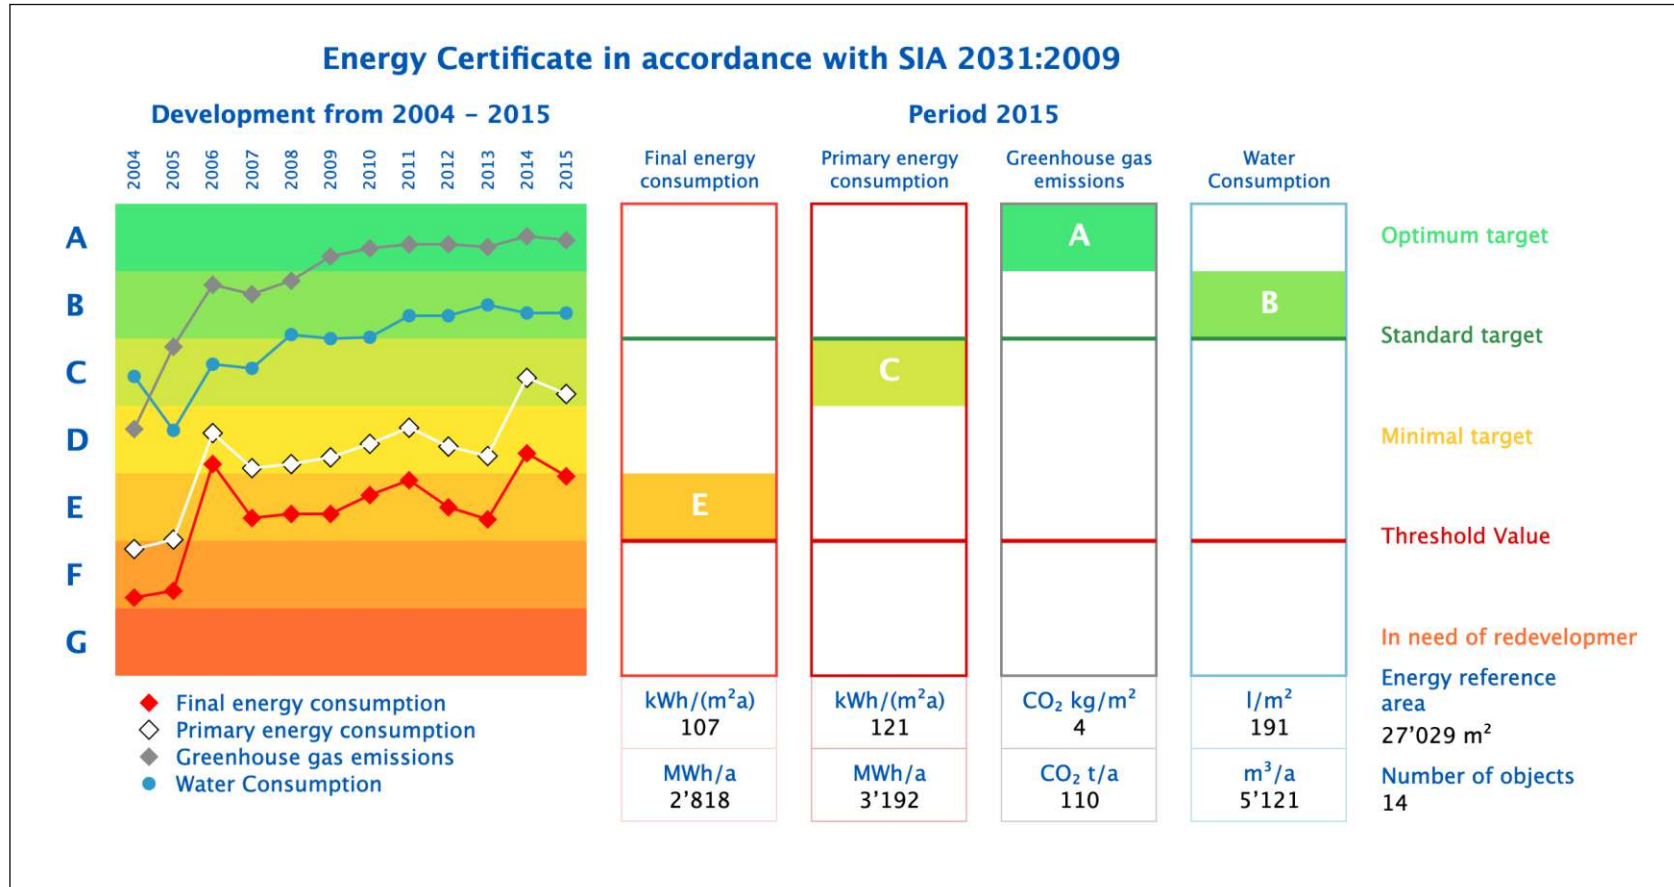 Energy Certificate in accordance with SIA 2031:2009
Development from 2004 – 2015
Period 2015
2004
2005
2006
2007
2008
2009
2010
2011
2012
2013
2014
2015
Final energy
consumption
Primary energy
consumption
Greenhouse gas
emissions
Water
Consumption
A
B
C
D
E
F
G
E
C
A
B
Optimum target
Standard target
Minimal target
Threshold Value
In need of redevelopmer
Final energy consumption
Primary energy consumption
Greenhouse gas emissions
Water Consumption
kWh/(m²a)
107
MWh/a
2’818
kWh/(m²a)
121
MWh/a
3’192
CO₂ kg/m²
4
CO₂ t/a
110
l/m²
191
m³/a
5’121
Energy reference
area
27’029 m²
Number of objects
14